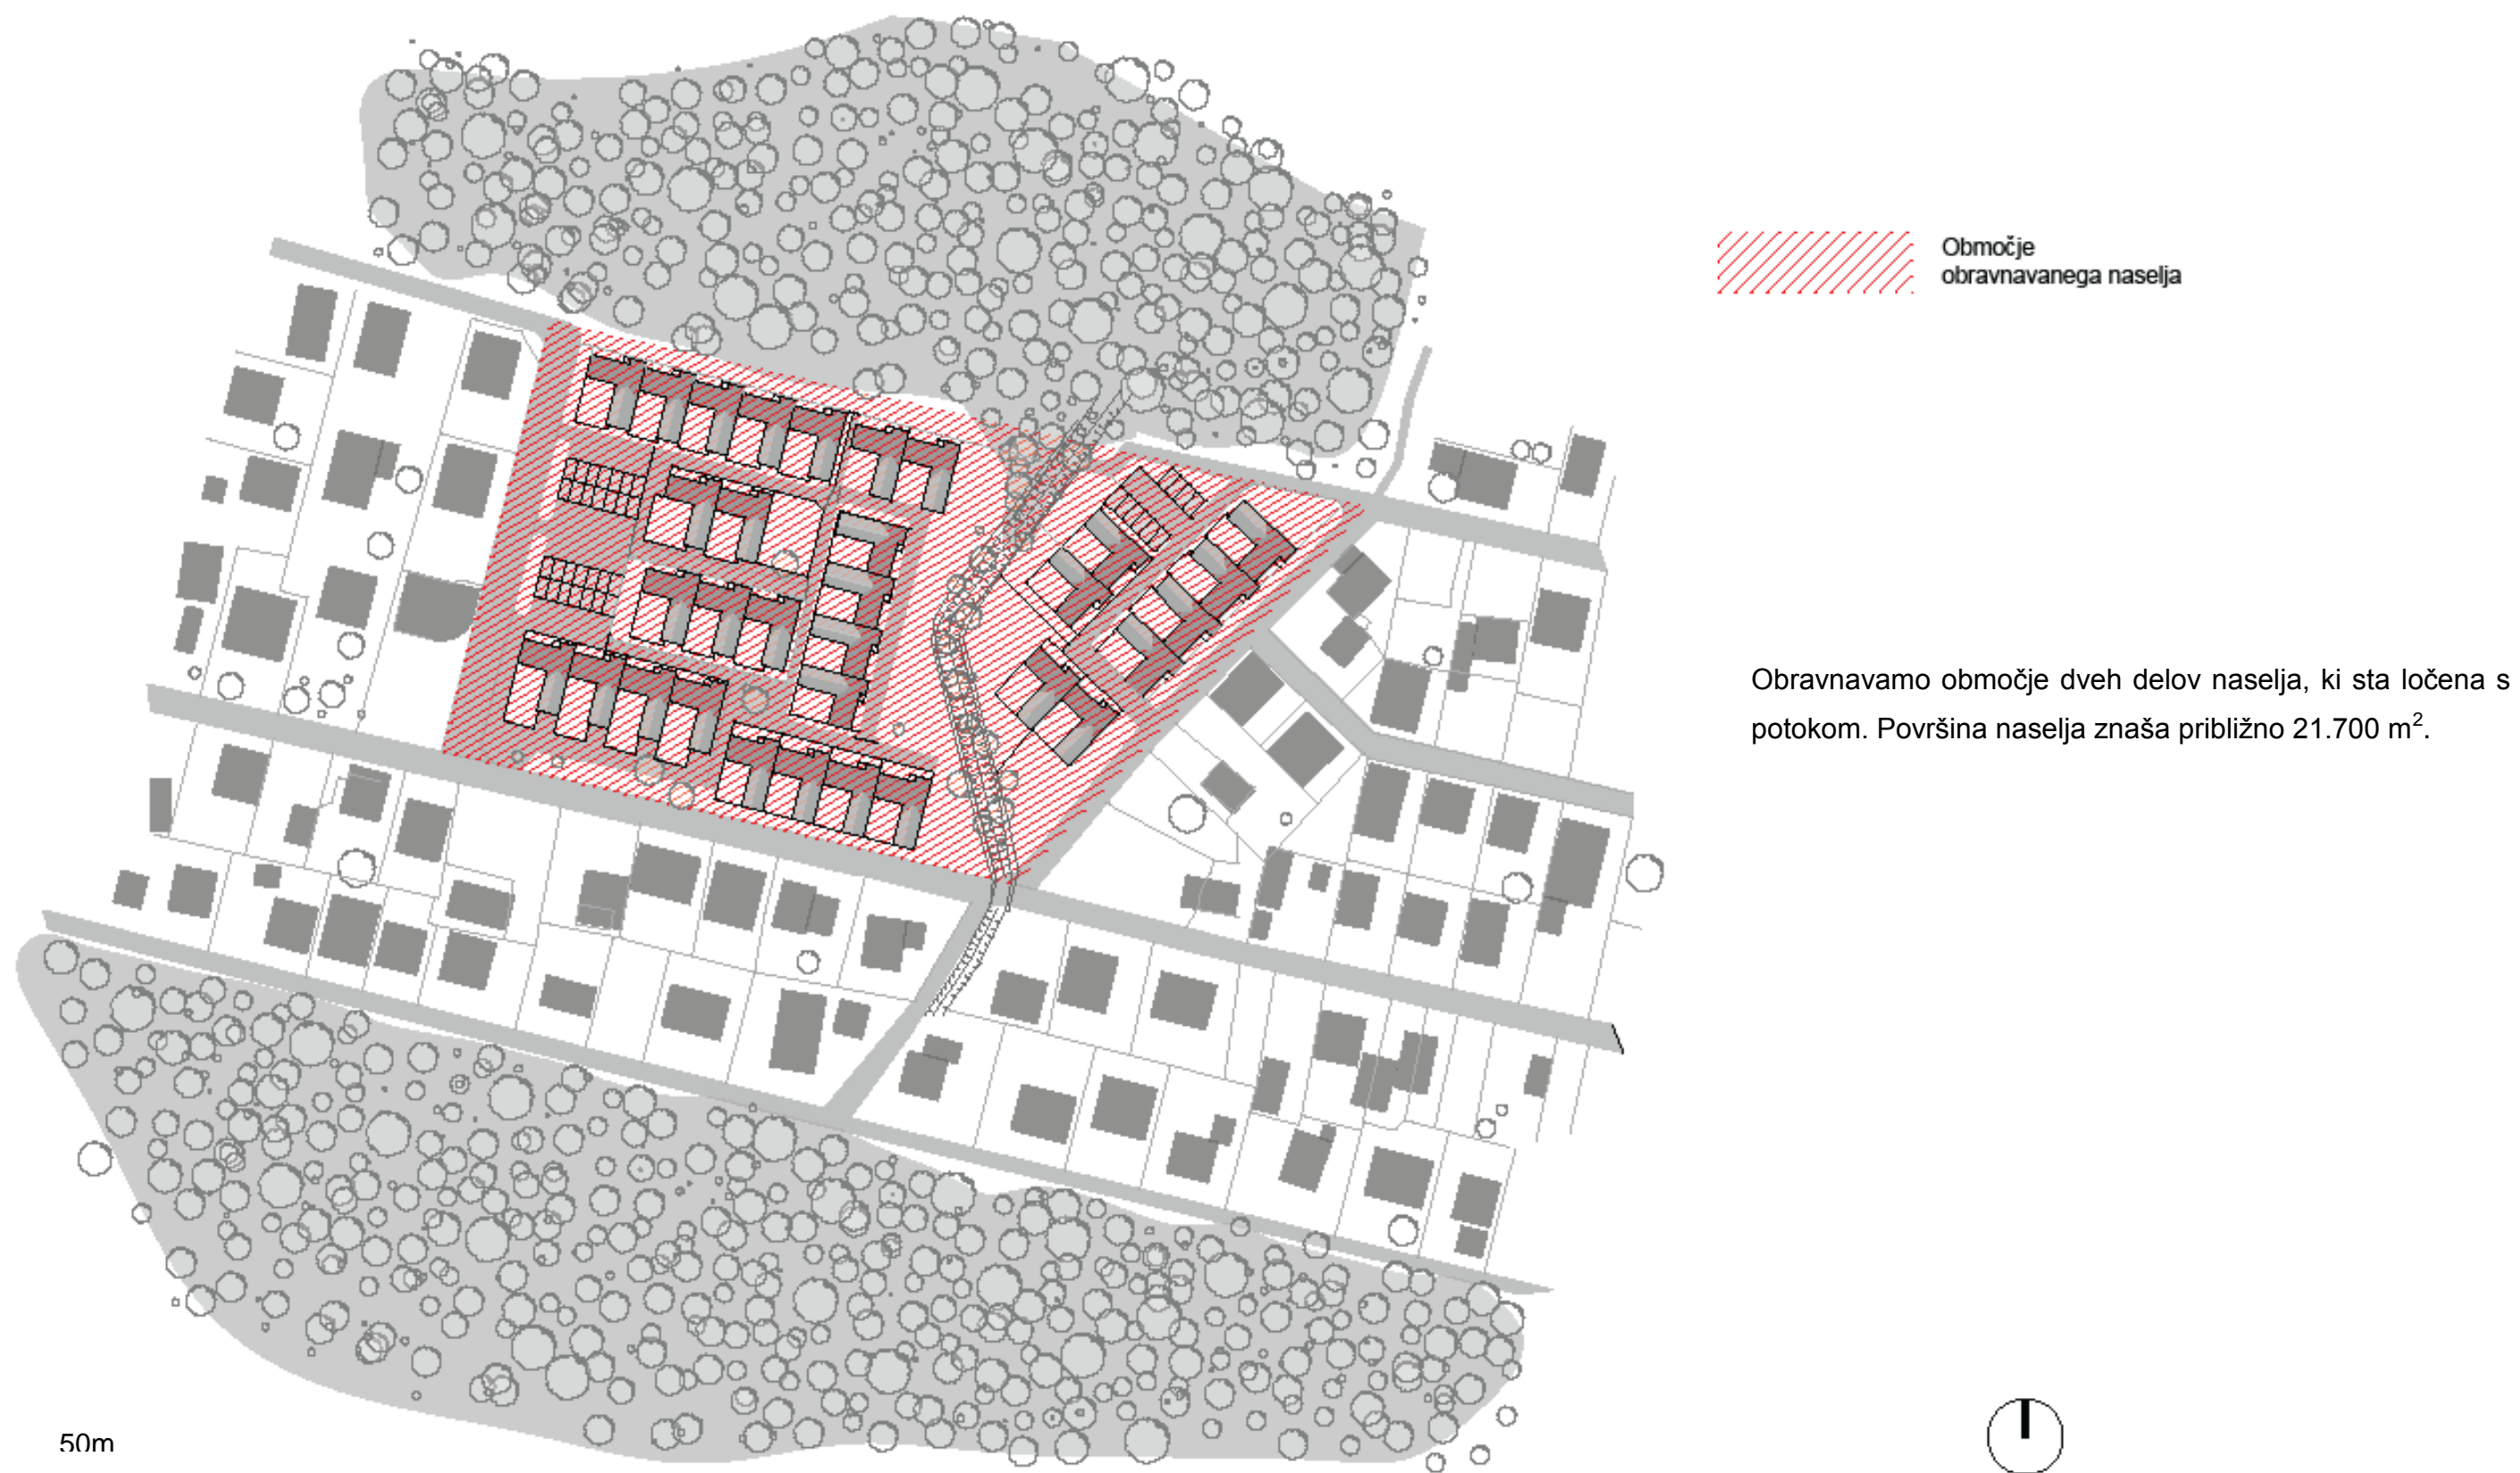 Območje
obravnavanega naselja
Obravnavamo območje dveh delov naselja, ki sta ločena s
potokom. Površina naselja znaša približno 21.700 m².
50m